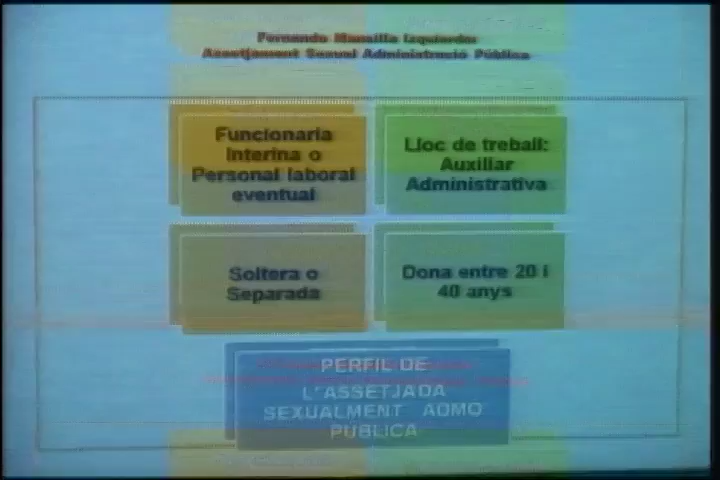 Fernando Mansilla Izquierdo
Assetjament Sexual Administració Pública
Funcionaria
Interina o
Personal laboral
eventual
Lloc de treball:
Auxiliar
Administrativa
Soltera o
Separada
Dona entre 20 i
40 anys
PERFIL DE
L'ASSETJADA
SEXUALMENT ADMO
PÚBLICA